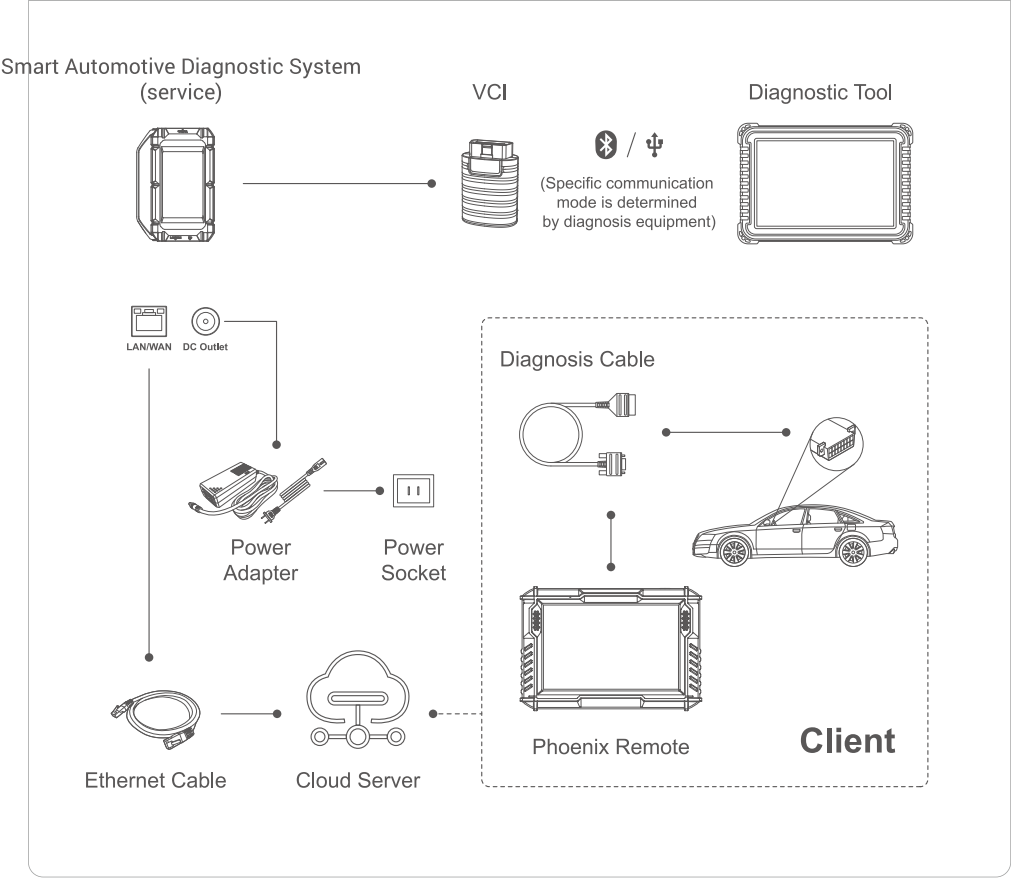 Smart Automotive Diagnostic System
(service)
VCI
Diagnostic Tool
/
(Specific communication
mode is determined
by diagnosis equipment)
LAN/WAN
DC Outlet
Diagnosis Cable
Power
Adapter
Power
Socket
Phoenix Remote
Client
Ethernet Cable
Cloud Server